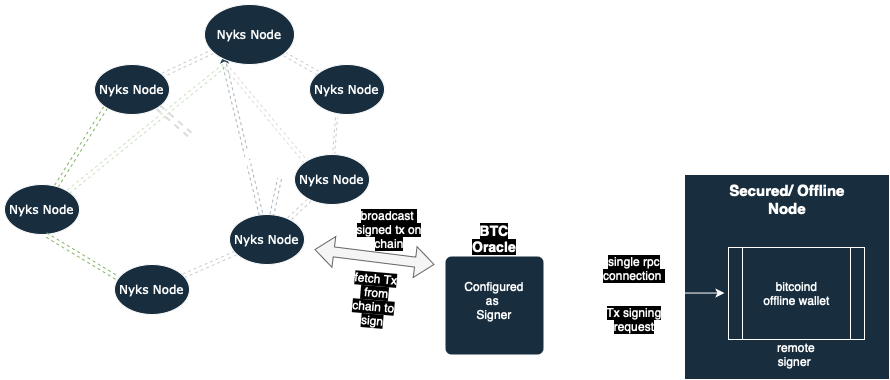 Nyks Node
Nyks Node
Nyks Node
Nyks Node
Nyks Node
Nyks Node
Nyks Node
broadcast
signed tx on
chain
fetch Tx
from
chain to
sign
BTC
Oracle
Configured
as
Signer
single rpc
connection
Tx signing
request
Secured/ Offline
Node
bitcoind
offline wallet
remote
signer